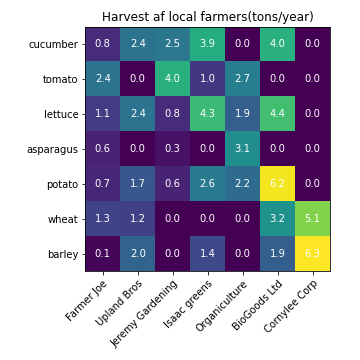 Harvest af local farmers(tons/year)
cucumber 0.8 2.4 2.5 3.9 0.0 4.0 0.0
tomato 2.4 0.0 4.0 1.0 2.7 0.0 0.0
lettuce 1.1 2.4 0.8 4.3 1.9 4.4 0.0
asparagus 0.6 0.0 0.3 0.0 3.1 0.0 0.0
potato 0.7 1.7 0.6 2.6 2.2 6.2 0.0
wheat 1.3 1.2 0.0 0.0 0.0 3.2 5.1
barley 0.1 2.0 0.0 1.4 0.0 1.9 6.3
Farmer Joe
Upland Bros
Jeremy Gardening
Isaac greens
Organiculture
BioGoods Ltd
Cornylee Corp